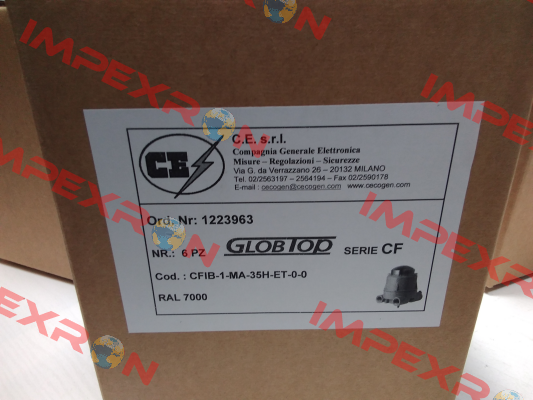 IMPEXRON
C.E. s.r.l.
Compagnia Generale Elettronica
Misure – Regolazioni – Sicurezze
Via G. da Verrazzano 26 – 20132 MILANO
Tel. 02/2563197 – 2564194 – Fax 02/2590178
E-mail : cecogen@cecogen.com www.cecogen.com
CE
Ord. Nr: 1223963
NR.: 6 PZ GLOBTOP SERIE CF
Cod. : CFIB-1-MA-35H-ET-0-0
RAL 7000
IMPEXRON
IMPEXRON